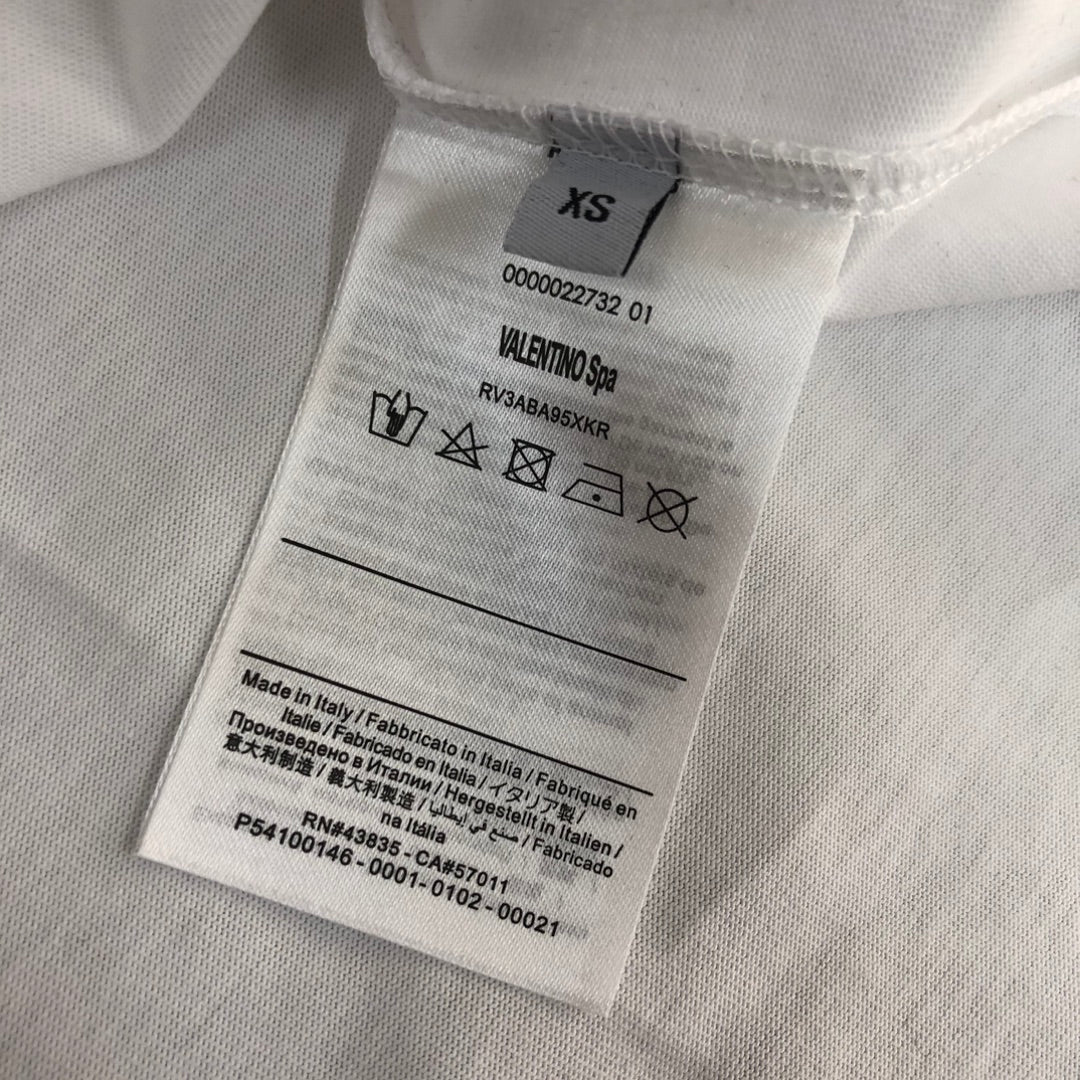 XS
0000022732 01
VALENTINO Spa
RV3ABA95XKR
Made in Italy / Fabbricato in Italia / Fabriqué en
Italie / Fabricado en Italia / イタリア製 /
Произведено в Италии / Hergestellt in Italien /
意大利制造 / 義大利製造 / صنع في إيطاليا / Fabricado
na Itália
RN#43835 - CA#57011
P54100146 - 0001- 0102 - 00021